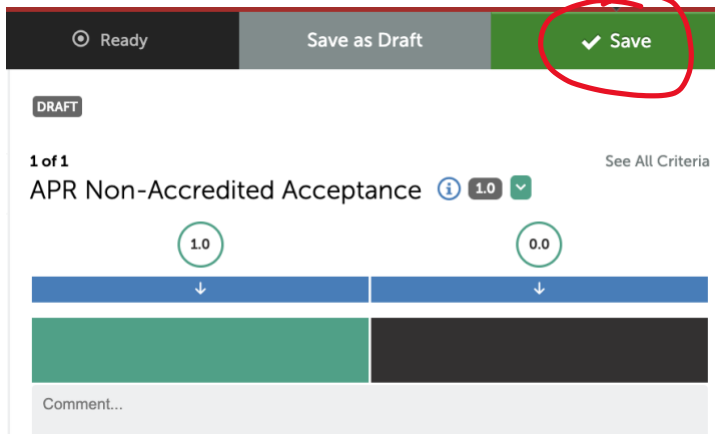 Ready Save as Draft Save
DRAFT
1 of 1 See All Criteria
APR Non-Accredited Acceptance i 1.0
1.0 0.0
Comment...